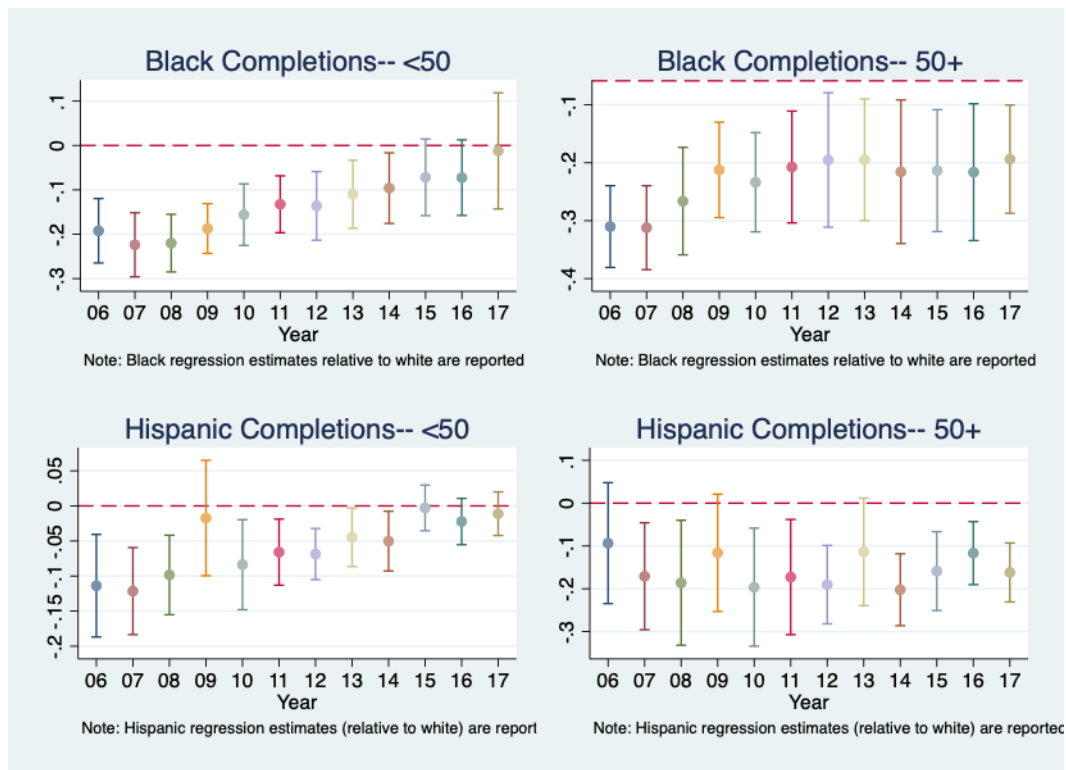 Black Completions-- <50
.1
0
-.1
-.2
-.3
06 07 08 09 10 11 12 13 14 15 16 17
Year
Note: Black regression estimates relative to white are reported
Black Completions-- 50+
-.1
-.2
-.3
-.4
06 07 08 09 10 11 12 13 14 15 16 17
Year
Note: Black regression estimates relative to white are reported
Hispanic Completions-- <50
.05
0
-.05
-.1
-.15
-.2
06 07 08 09 10 11 12 13 14 15 16 17
Year
Note: Hispanic regression estimates (relative to white) are report
Hispanic Completions-- 50+
.1
0
-.1
-.2
-.3
06 07 08 09 10 11 12 13 14 15 16 17
Year
Note: Hispanic regression estimates (relative to white) are reported